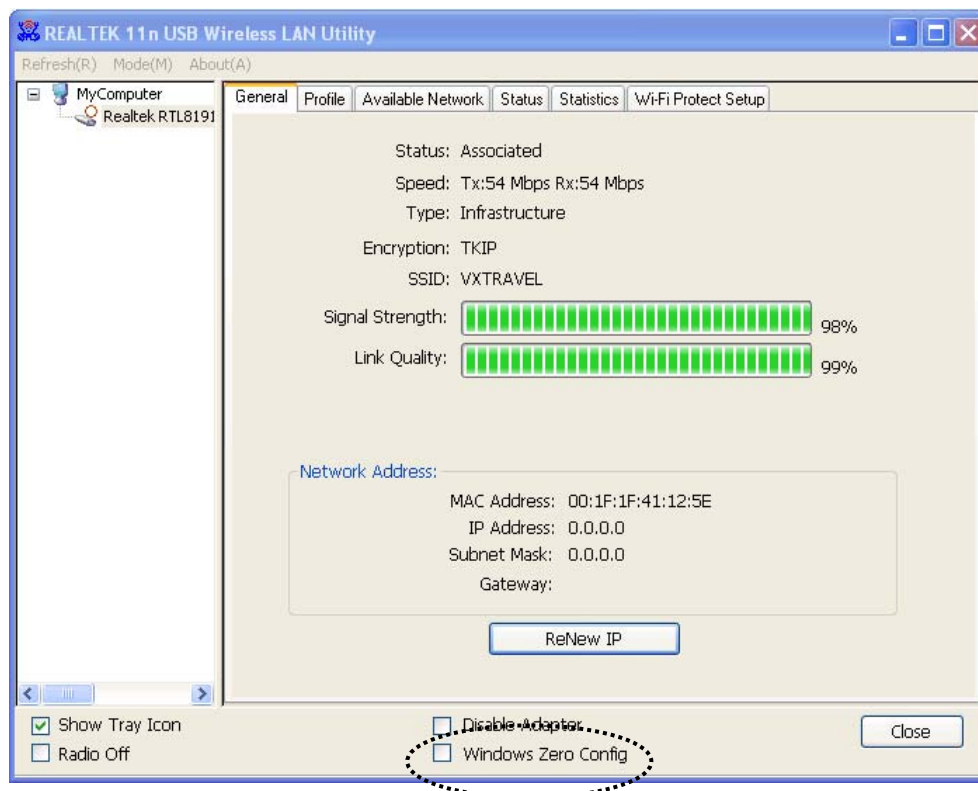 REALTEK 11n USB Wireless LAN Utility
Refresh(R) Mode(M) About(A)
MyComputer
Realtek RTL8191
General Profile Available Network Status Statistics Wi-Fi Protect Setup
Status: Associated
Speed: Tx:54 Mbps Rx:54 Mbps
Type: Infrastructure
Encryption: TKIP
SSID: VXTRAVEL
Signal Strength: 98%
Link Quality: 99%
Network Address:
MAC Address: 00:1F:1F:41:12:5E
IP Address: 0.0.0.0
Subnet Mask: 0.0.0.0
Gateway:
ReNew IP
Show Tray Icon
Radio Off
Disable Adapter
Windows Zero Config
Close